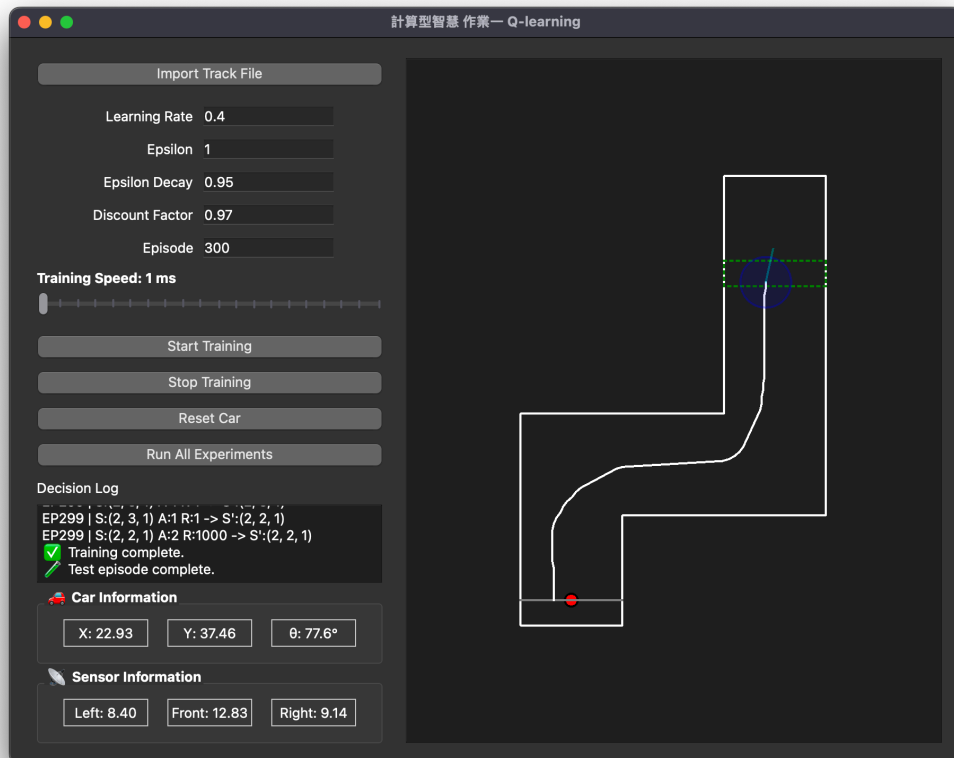 計算型智慧 作業一 Q-learning
Import Track File
Learning Rate 0.4
Epsilon 1
Epsilon Decay 0.95
Discount Factor 0.97
Episode 300
Training Speed: 1 ms
Start Training
Stop Training
Reset Car
Run All Experiments
Decision Log
EP299 | S:(2, 3, 1) A:1 R:1 -> S':(2, 2, 1)
EP299 | S:(2, 2, 1) A:2 R:1000 -> S':(2, 2, 1)
✅ Training complete.
🧪 Test episode complete.
🚗 Car Information
X: 22.93 Y: 37.46 θ: 77.6°
📡 Sensor Information
Left: 8.40 Front: 12.83 Right: 9.14